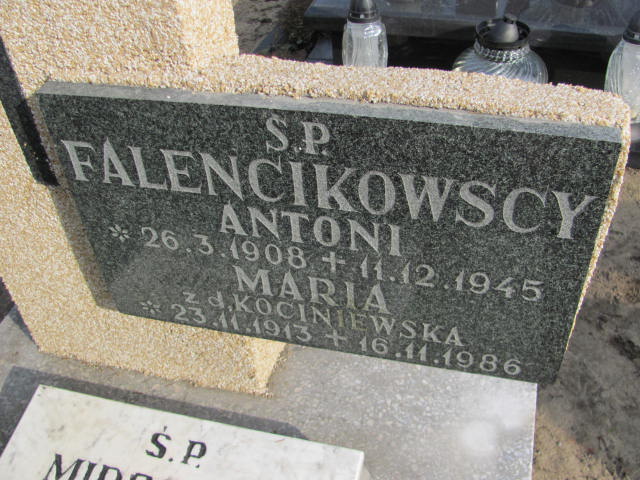 Ś.P.
FALENCIKOWSCY
ANTONI
* 26.3.1908 + 11.12.1945
MARIA
z d. KOCINIEWSKA
* 23.11.1913 + 16.11.1986
Ś.P.